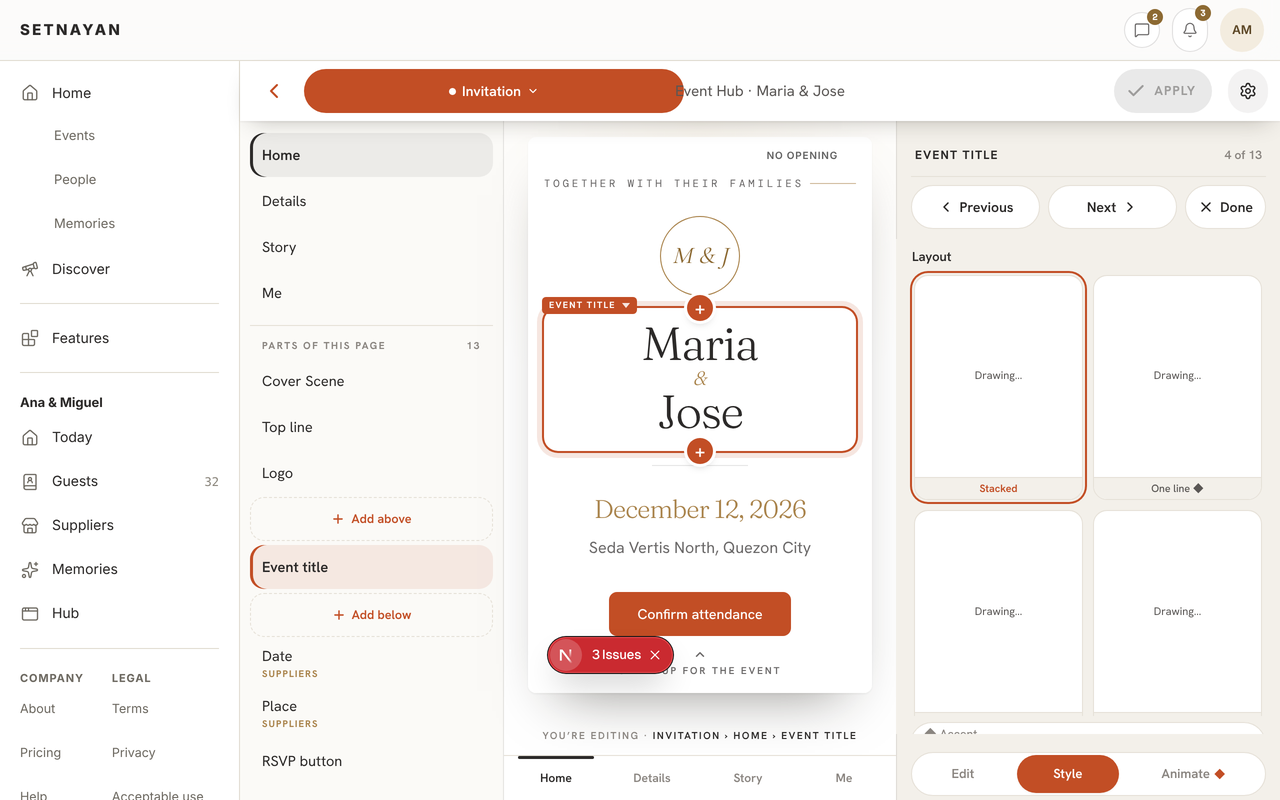 SETNAYAN
2
3
AM
Home
Events
People
Memories
Discover
Features
Ana & Miguel
Today
Guests 32
Suppliers
Memories
Hub
COMPANY LEGAL
About Terms
Pricing Privacy
Help Acceptable use
Invitation
Event Hub · Maria & Jose
APPLY
Home
Details
Story
Me
PARTS OF THIS PAGE 13
Cover Scene
Top line
Logo
+ Add above
Event title
+ Add below
Date
SUPPLIERS
Place
SUPPLIERS
RSVP button
NO OPENING
TOGETHER WITH THEIR FAMILIES
M & J
EVENT TITLE
+
Maria
&
Jose
+
December 12, 2026
Seda Vertis North, Quezon City
Confirm attendance
N 3 Issues
UP FOR THE EVENT
YOU'RE EDITING · INVITATION › HOME › EVENT TITLE
Home Details Story Me
EVENT TITLE 4 of 13
Previous Next Done
Layout
Drawing... Drawing...
Stacked One line
Drawing... Drawing...
Accent
Edit Style Animate